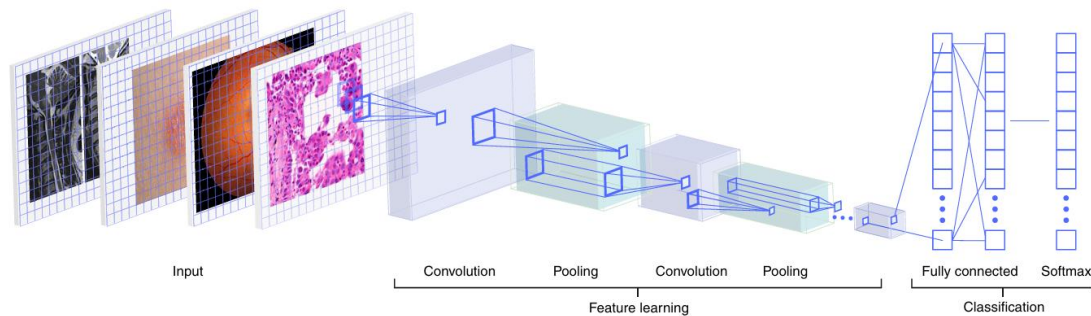 Input
Convolution
Pooling
Convolution
Pooling
Fully connected
Softmax
Feature learning
Classification